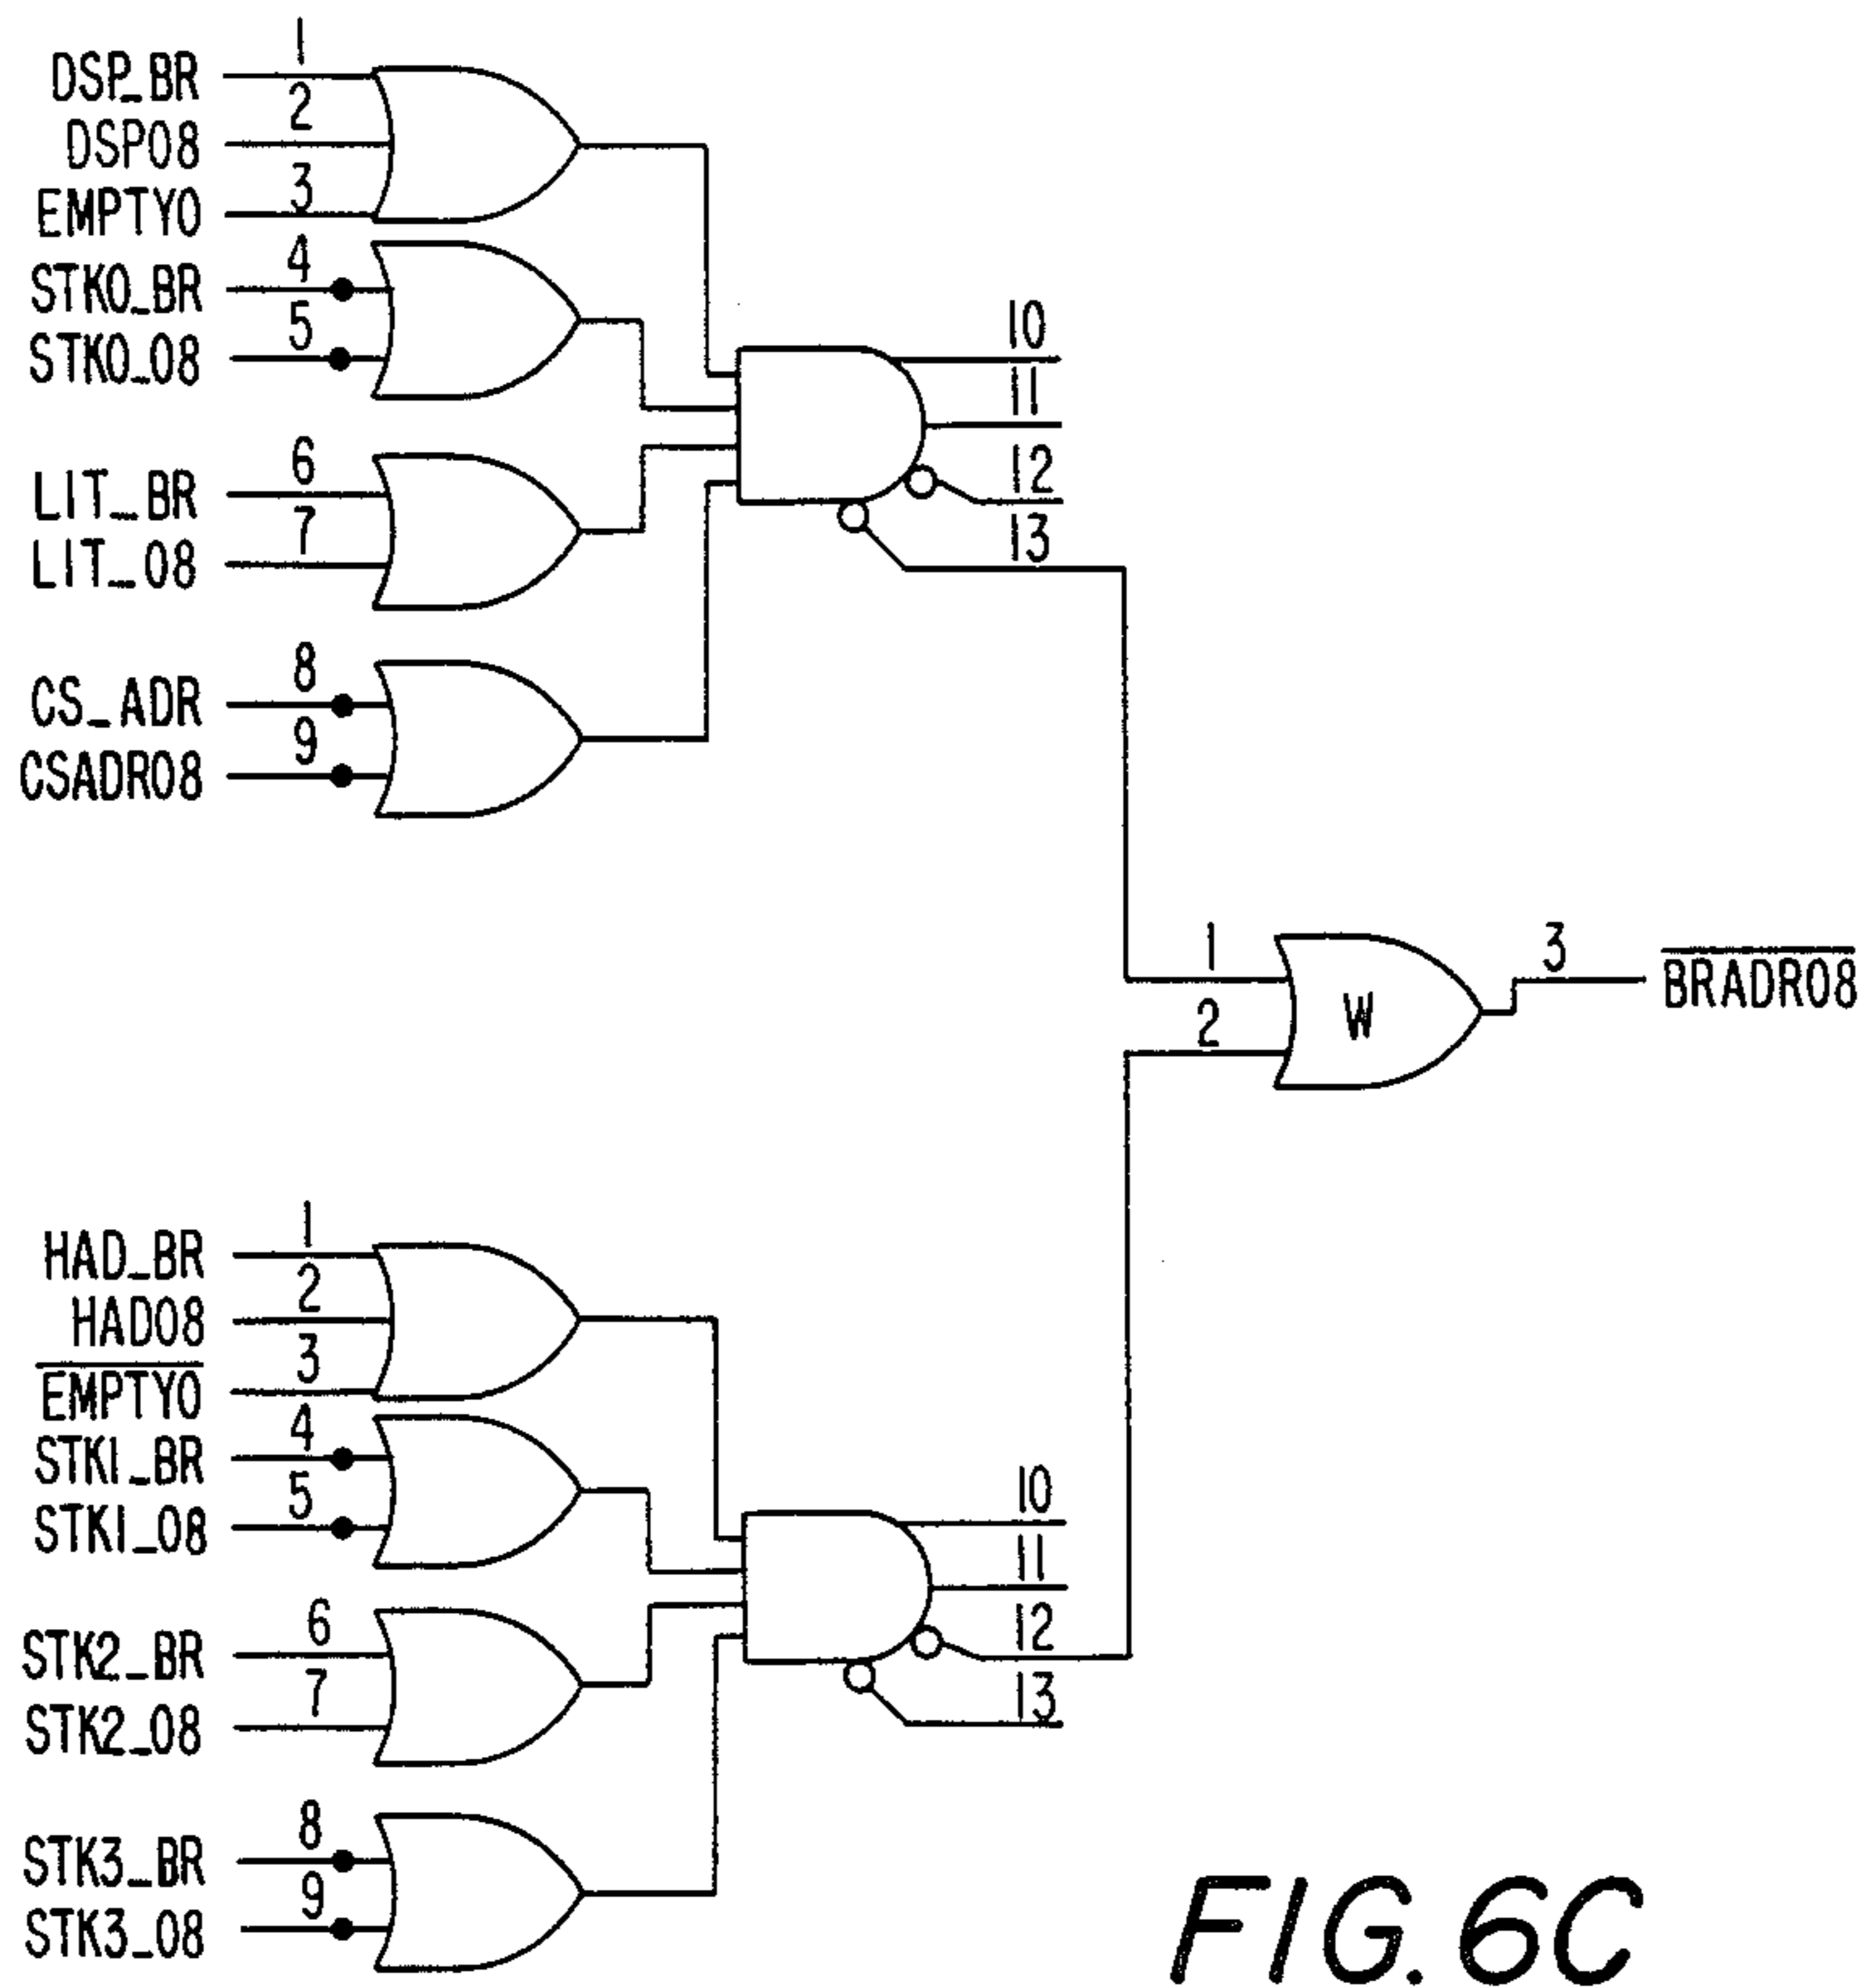 DSP_BR 1
DSP08 2
EMPTY0 3
STK0_BR 4
STK0_08 5
LIT_BR 6
LIT_08 7
CS_ADR 8
CSADR08 9
10
11
12
13
1
2
W
3 BRADR08
HAD_BR 1
HAD08 2
EMPTY0 3
STK1_BR 4
STK1_08 5
STK2_BR 6
STK2_08 7
STK3_BR 8
STK3_08 9
10
11
12
13
FIG.6C